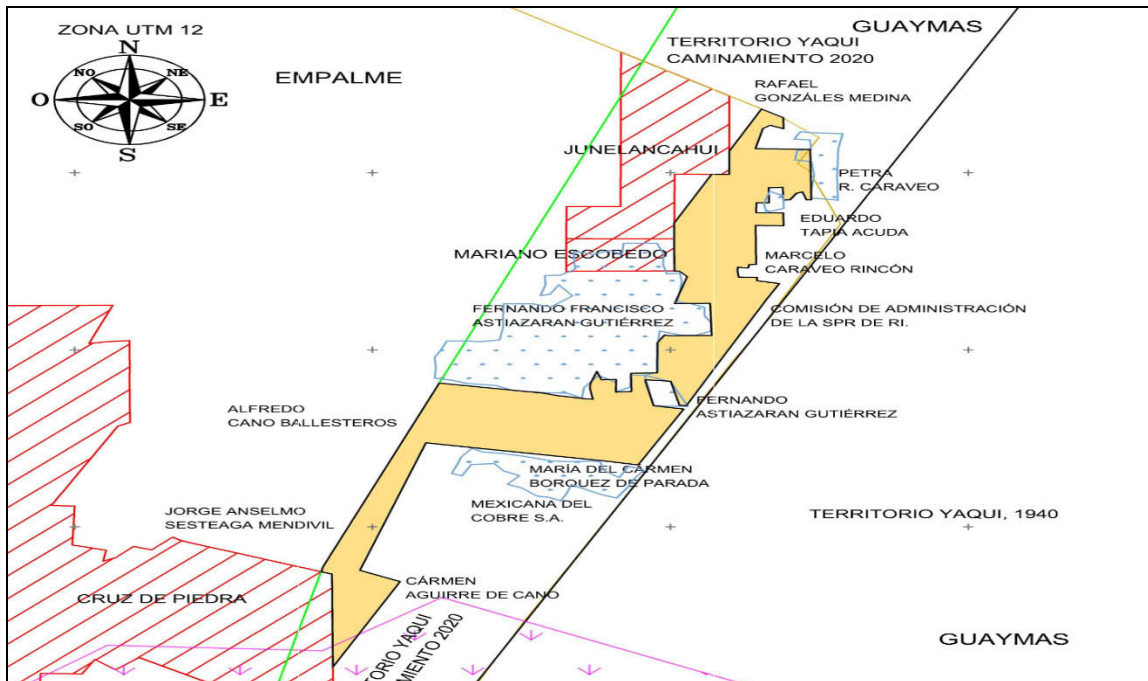 ZONA UTM 12
N
NO
NE
O
E
SO
SE
S
EMPALME
GUAYMAS
TERRITORIO YAQUI
CAMINAMIENTO 2020
RAFAEL
GONZÁLES MEDINA
JUNELANCAHUI
PETRA
R. CARAVEO
EDUARDO
TAPIA ACUDA
MARIANO ESCOBEDO
MARCELO
CARAVEO RINCÓN
FERNANDO FRANCISCO
ASTIAZARAN GUTIÉRREZ
COMISIÓN DE ADMINISTRACIÓN
DE LA SPR DE RI.
ALFREDO
CANO BALLESTEROS
FERNANDO
ASTIAZARAN GUTIÉRREZ
MARÍA DEL CARMEN
BORQUEZ DE PARADA
MEXICANA DEL
COBRE S.A.
JORGE ANSELMO
SESTEAGA MENDIVIL
TERRITORIO YAQUI, 1940
CRUZ DE PIEDRA
CÁRMEN
AGUIRRE DE CANO
YAQUI
2020
GUAYMAS